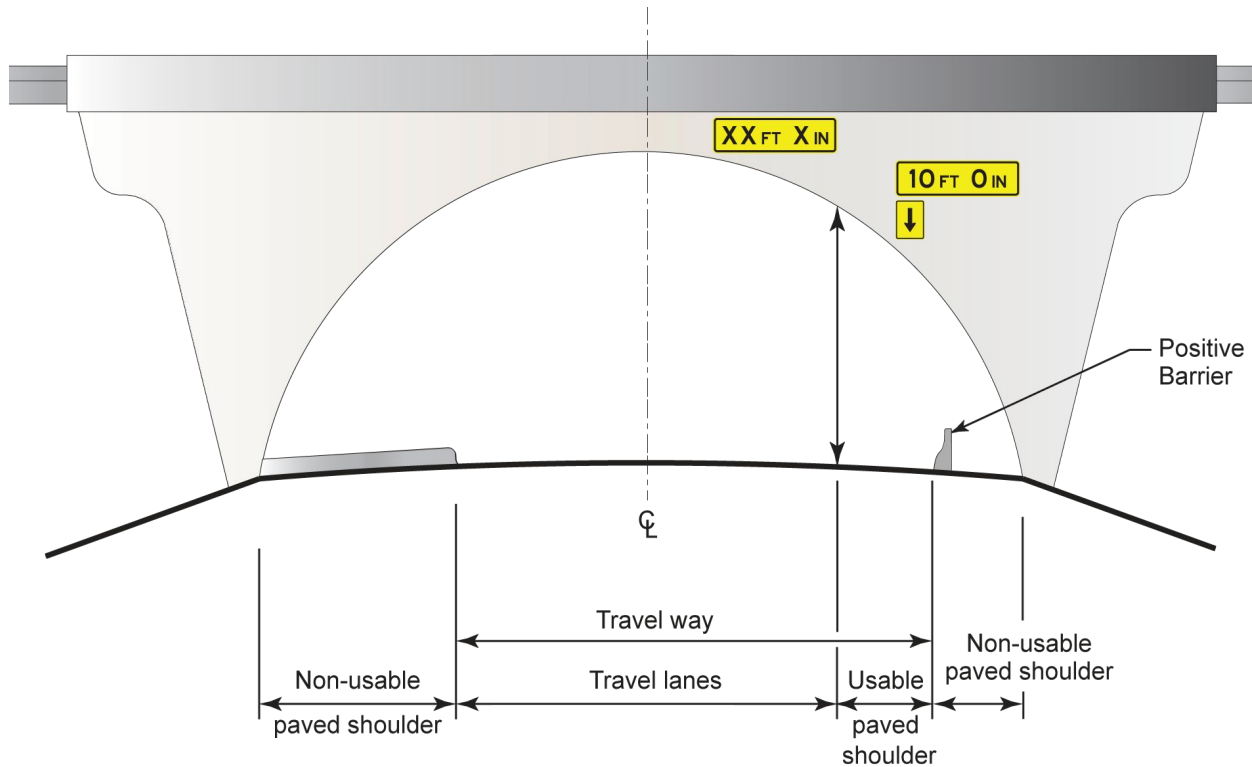 XX FT X IN
10 FT 0 IN
↓
Positive
Barrier
℄
Travel way
Non-usable
paved shoulder
Travel lanes
Usable
paved
shoulder
Non-usable
paved shoulder